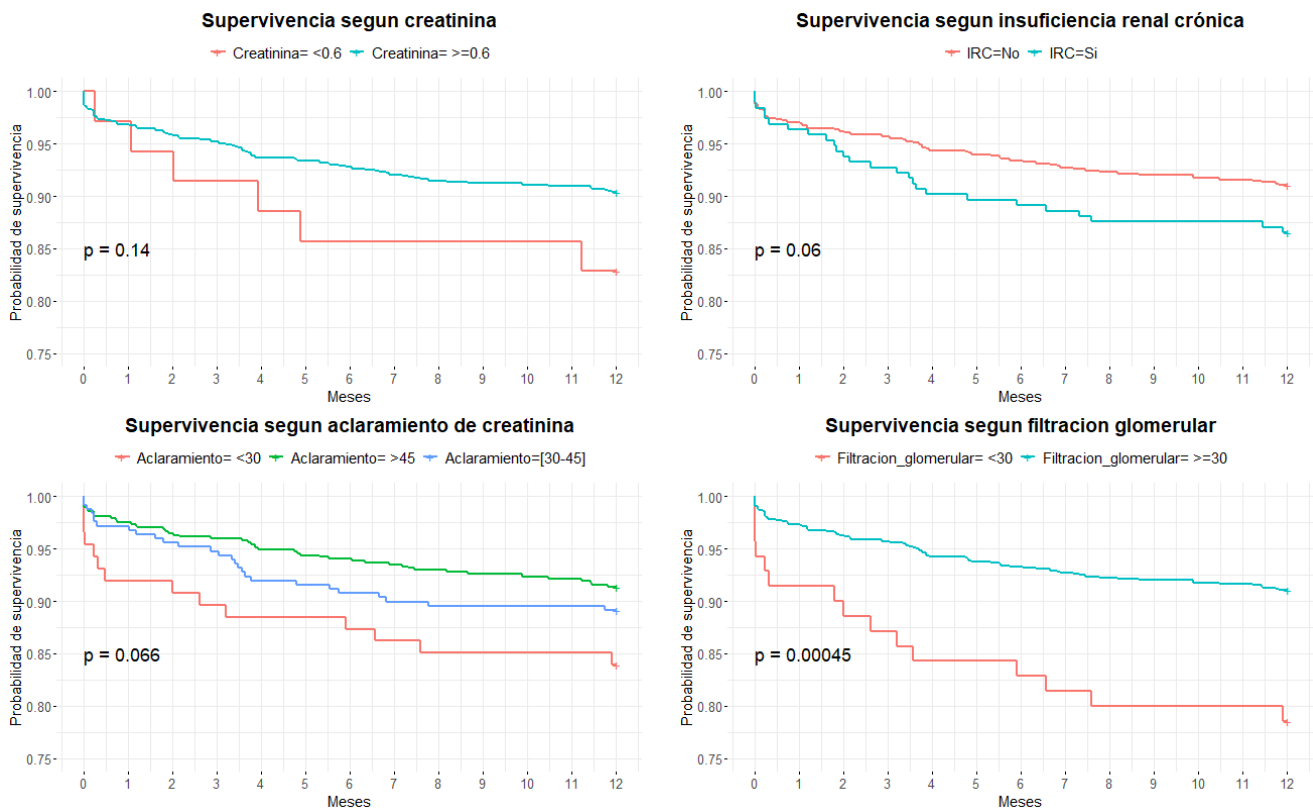 Supervivencia segun creatinina
Creatinina= <0.6 Creatinina= >=0.6
Probabilidad de supervivencia
1.00
0.95
0.90
0.85
0.80
0.75
p = 0.14
0 1 2 3 4 5 6 7 8 9 10 11 12
Meses
Supervivencia segun insuficiencia renal crónica
IRC=No IRC=Si
Probabilidad de supervivencia
1.00
0.95
0.90
0.85
0.80
0.75
p = 0.06
0 1 2 3 4 5 6 7 8 9 10 11 12
Meses
Supervivencia segun aclaramiento de creatinina
Aclaramiento= <30 Aclaramiento= >45 Aclaramiento=[30-45]
Probabilidad de supervivencia
1.00
0.95
0.90
0.85
0.80
0.75
p = 0.066
0 1 2 3 4 5 6 7 8 9 10 11 12
Meses
Supervivencia segun filtracion glomerular
Filtracion_glomerular= <30 Filtracion_glomerular= >=30
Probabilidad de supervivencia
1.00
0.95
0.90
0.85
0.80
0.75
p = 0.00045
0 1 2 3 4 5 6 7 8 9 10 11 12
Meses